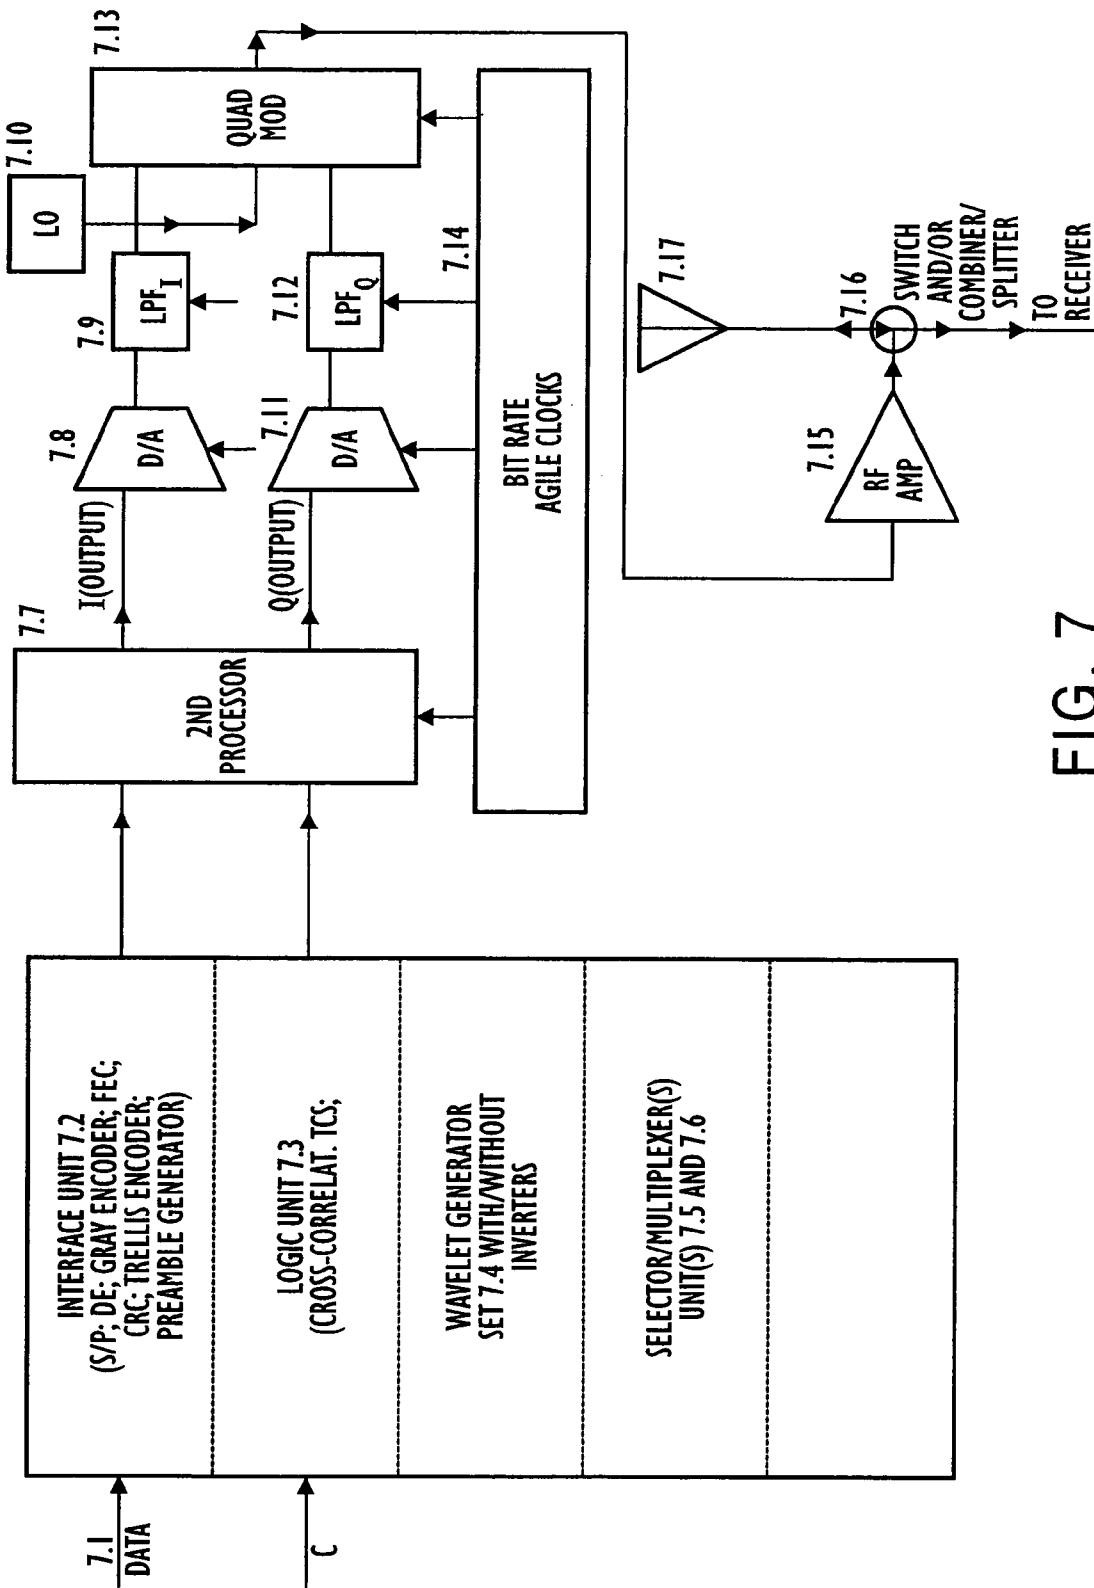 7.1
DATA
C
INTERFACE UNIT 7.2
(S/P; DE; GRAY ENCODER; FEC;
CRC; TRELLIS ENCODER;
PREAMBLE GENERATOR)
LOGIC UNIT 7.3
(CROSS-CORRELAT. TCS;
WAVELET GENERATOR
SET 7.4 WITH/WITHOUT
INVERTERS
SELECTOR/MULTIPLEXER(S)
UNIT(S) 7.5 AND 7.6
7.7
2ND
PROCESSOR
I(OUTPUT)
Q(OUTPUT)
7.8
D/A
7.11
D/A
7.9
LPF I
7.12
LPF Q
7.10
LO
7.13
QUAD
MOD
7.14
BIT RATE
AGILE CLOCKS
7.15
RF
AMP
7.16
SWITCH
AND/OR
COMBINER/
SPLITTER
7.17
TO
RECEIVER
FIG. 7